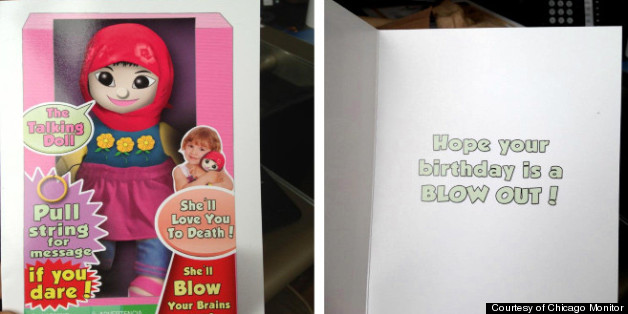 The
Talking
Doll
Pull
string
for
message
if you
dare !
She'll
Love You
To Death !
She ll
Blow
Your Brains
Hope your
birthday is a
BLOW OUT !
Courtesy of Chicago Monitor